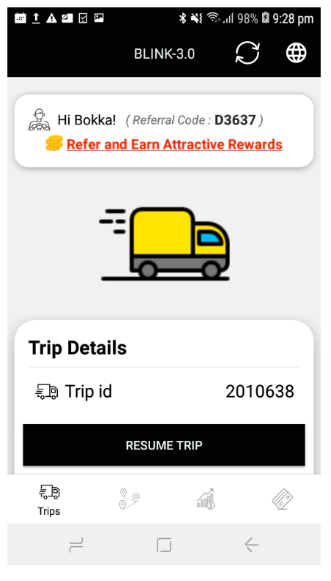 98% 9:28 pm
BLINK-3.0
Hi Bokka! ( Referral Code : D3637 )
Refer and Earn Attractive Rewards
Trip Details
Trip id 2010638
RESUME TRIP
Trips